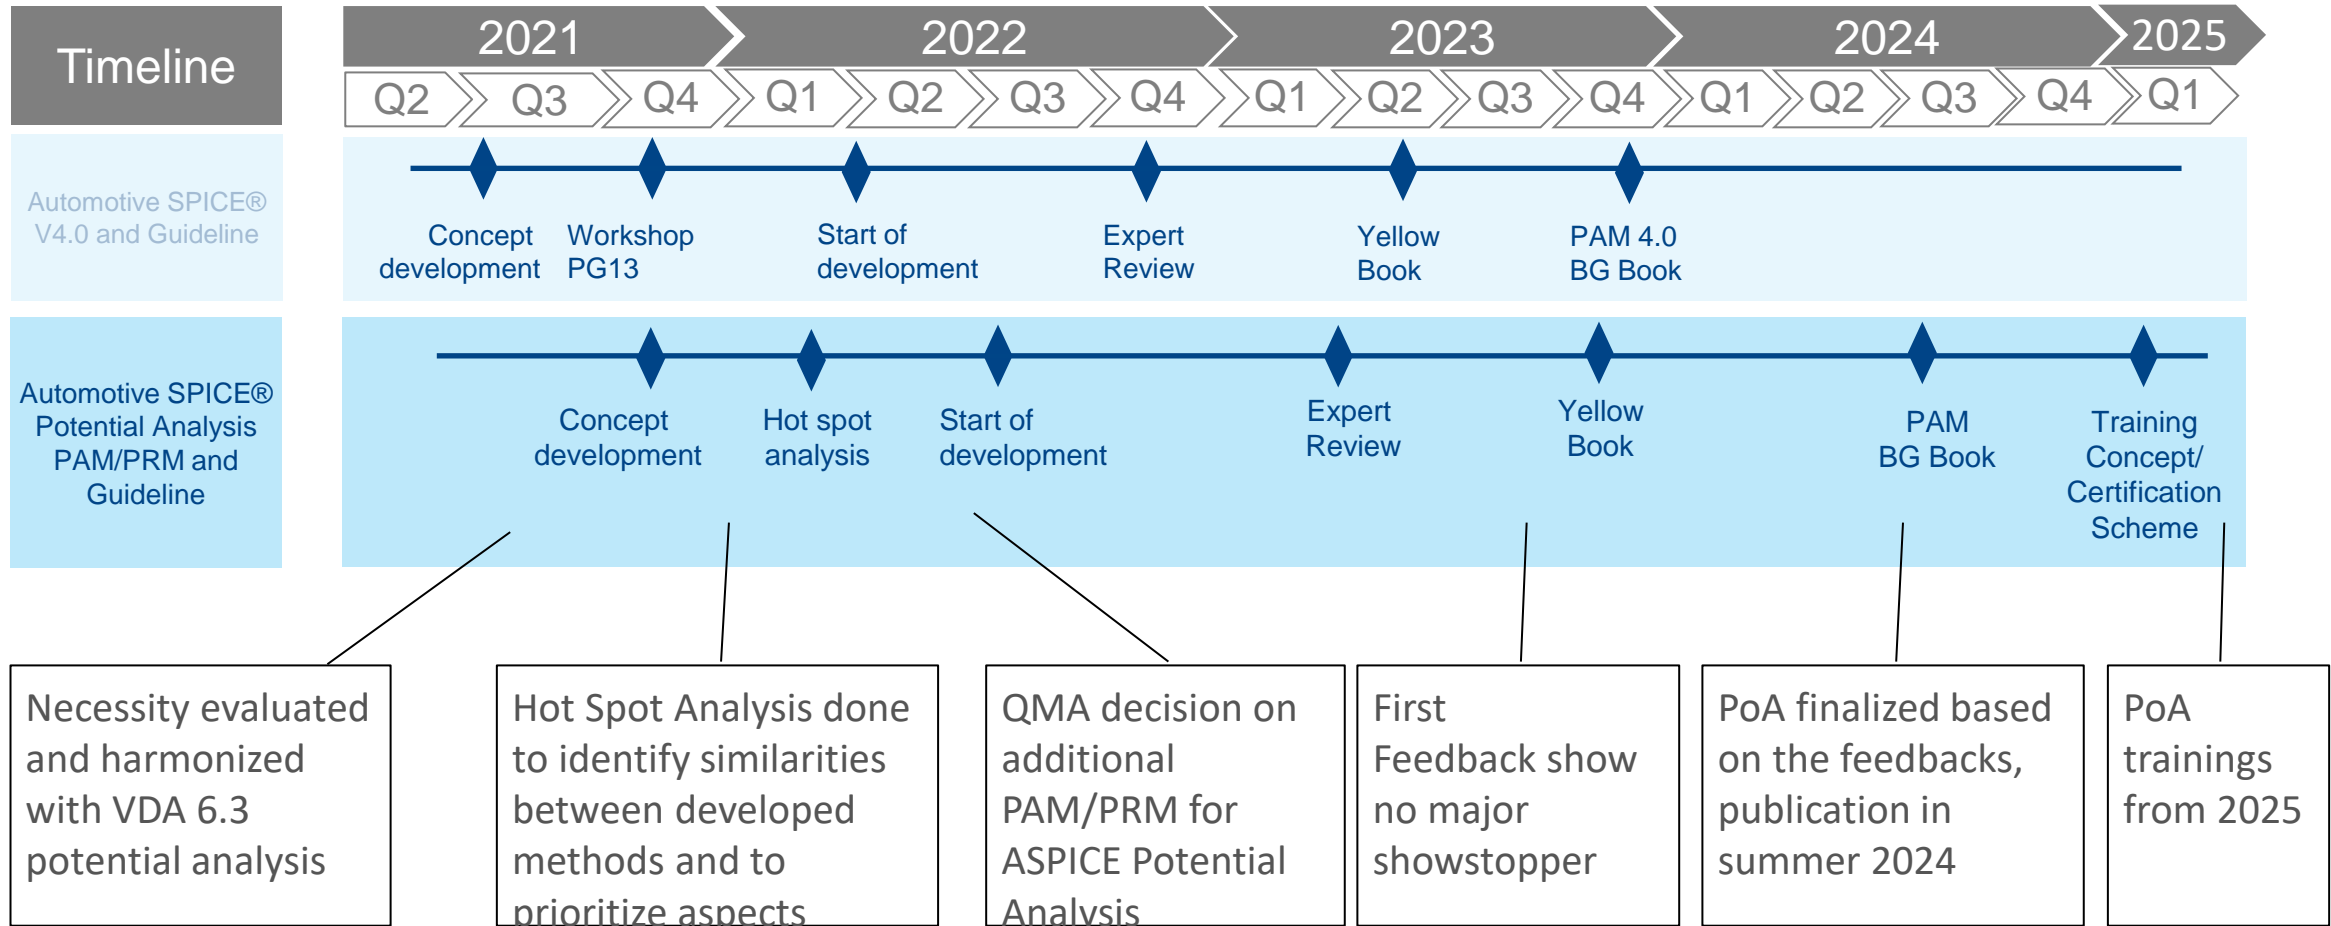 Timeline
2021
2022
2023
2024
2025
Q2
Q3
Q4
Q1
Q2
Q3
Q4
Q1
Q2
Q3
Q4
Q1
Q2
Q3
Q4
Q1
Automotive SPICE®
V4.0 and Guideline
Concept
development
Workshop
PG13
Start of
development
Expert
Review
Yellow
Book
PAM 4.0
BG Book
Automotive SPICE®
Potential Analysis
PAM/PRM and
Guideline
Concept
development
Hot spot
analysis
Start of
development
Expert
Review
Yellow
Book
PAM
BG Book
Training
Concept/
Certification
Scheme
Necessity evaluated
and harmonized
with VDA 6.3
potential analysis
Hot Spot Analysis done
to identify similarities
between developed
methods and to
prioritize aspects
QMA decision on
additional
PAM/PRM for
ASPICE Potential
Analysis
First
Feedback show
no major
showstopper
PoA finalized based
on the feedbacks,
publication in
summer 2024
PoA
trainings
from 2025